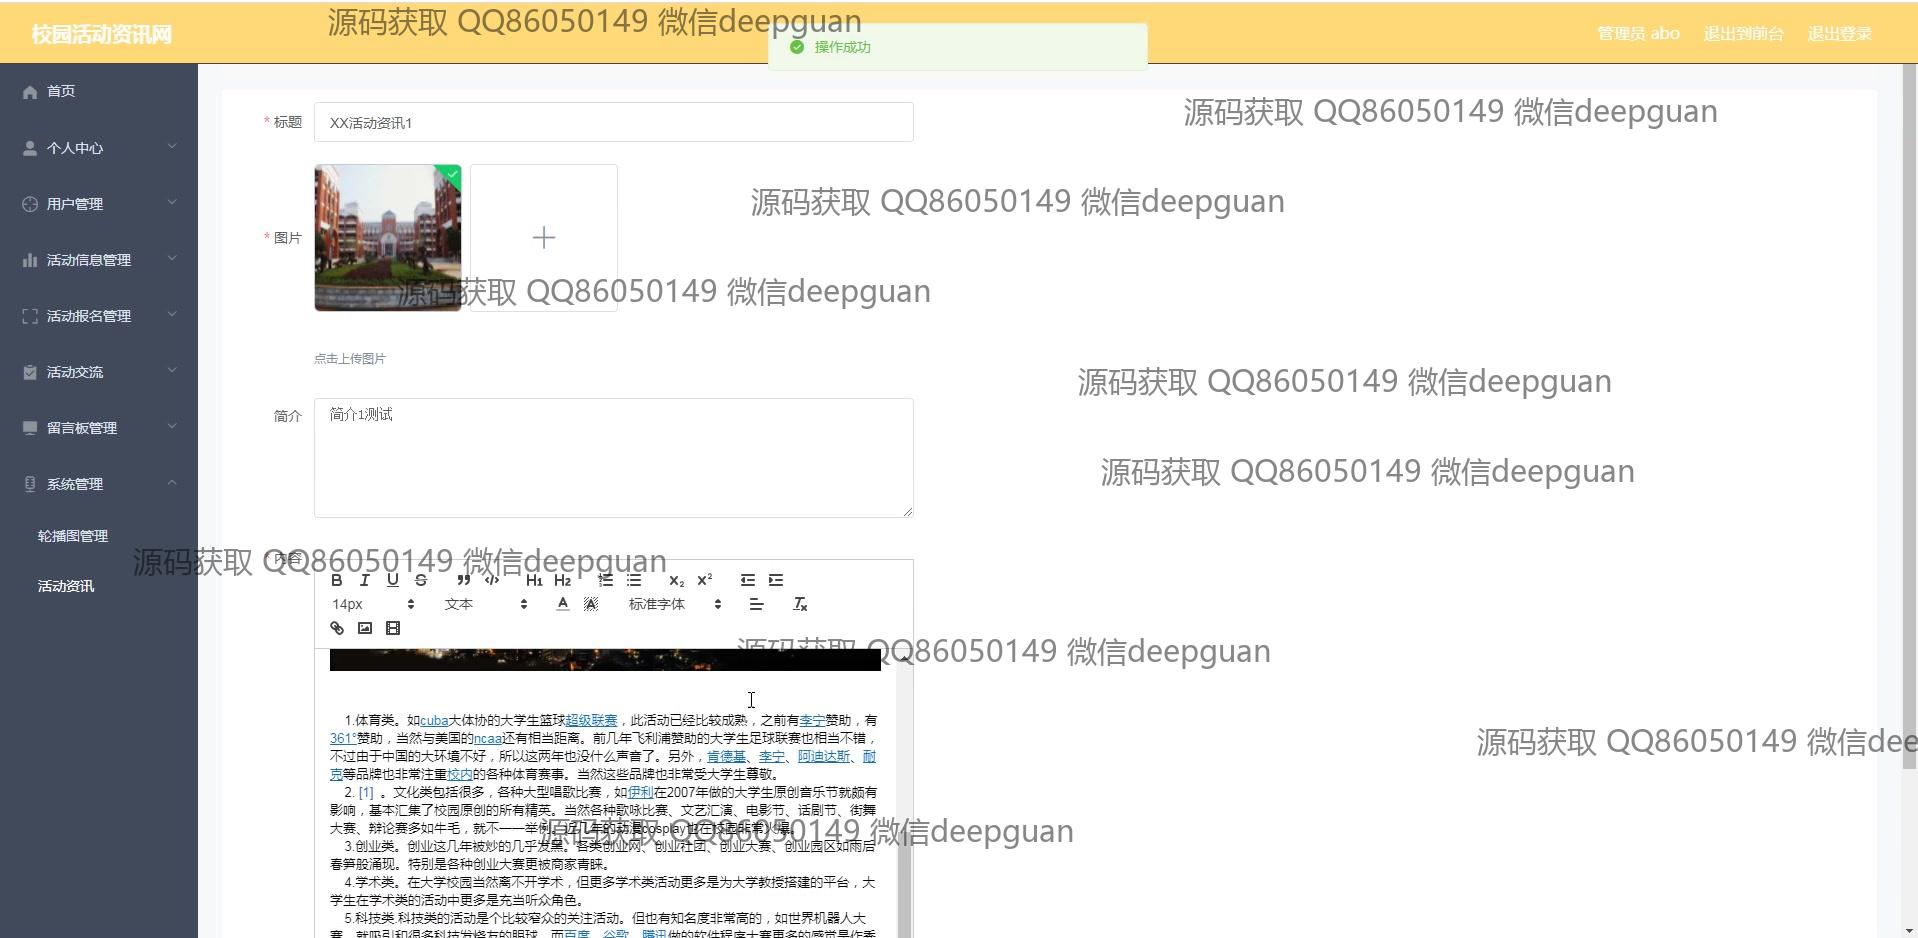 校园活动资讯网
源码获取 QQ86050149 微信deepguan
操作成功
管理员 abo
退出到前台
退出登录
首页
个人中心
用户管理
活动信息管理
活动报名管理
活动交流
留言板管理
系统管理
轮播图管理
活动资讯
* 标题
XX活动资讯1
源码获取 QQ86050149 微信deepguan
源码获取 QQ86050149 微信deepguan
* 图片
源码获取 QQ86050149 微信deepguan
点击上传图片
源码获取 QQ86050149 微信deepguan
简介
简介1测试
源码获取 QQ86050149 微信deepguan
* 内容
源码获取 QQ86050149 微信deepguan
B I U S H1 H2 X2 X2
14px 文本 A A 标准字体 Tx
源码获取 QQ86050149 微信deepguan
1.体育类。如cuba大体协的大学生篮球超级联赛，此活动已经比较成熟，之前有李宁赞助，有
361°赞助，当然与美国的ncaa还有相当距离。前几年飞利浦赞助的大学生足球联赛也相当不错，
不过由于中国的大环境不好，所以这两年也没什么声音了。另外，肯德基、李宁、阿迪达斯、耐
克等品牌也非常注重校内的各种体育赛事。当然这些品牌也非常受大学生尊敬。
源码获取 QQ86050149 微信deepguan
2. [1] 。文化类包括很多，各种大型唱歌比赛，如伊利在2007年做的大学生原创音乐节就颇有
影响，基本汇集了校园原创的所有精英。当然各种歌咏比赛、文艺汇演、电影节、话剧节、街舞
大赛、辩论赛多如牛毛，就不一一举例。近几年的动漫cosplay也在校园非常火爆。
源码获取 QQ86050149 微信deepguan
3.创业类。创业这几年被炒的几乎发黑。各类创业网、创业社团、创业大赛、创业园区如雨后
春笋般涌现。特别是各种创业大赛更被商家青睐。
4.学术类。在大学校园当然离不开学术，但更多学术类活动更多是为大学教授搭建的平台，大
学生在学术类的活动中更多是充当听众角色。
5.科技类.科技类的活动是个比较窄众的关注活动。但也有知名度非常高的，如世界机器人大
赛，就吸引和很多科技发烧友的眼球。而百度、谷歌、腾讯做的软件程序大赛更多的感觉是作秀